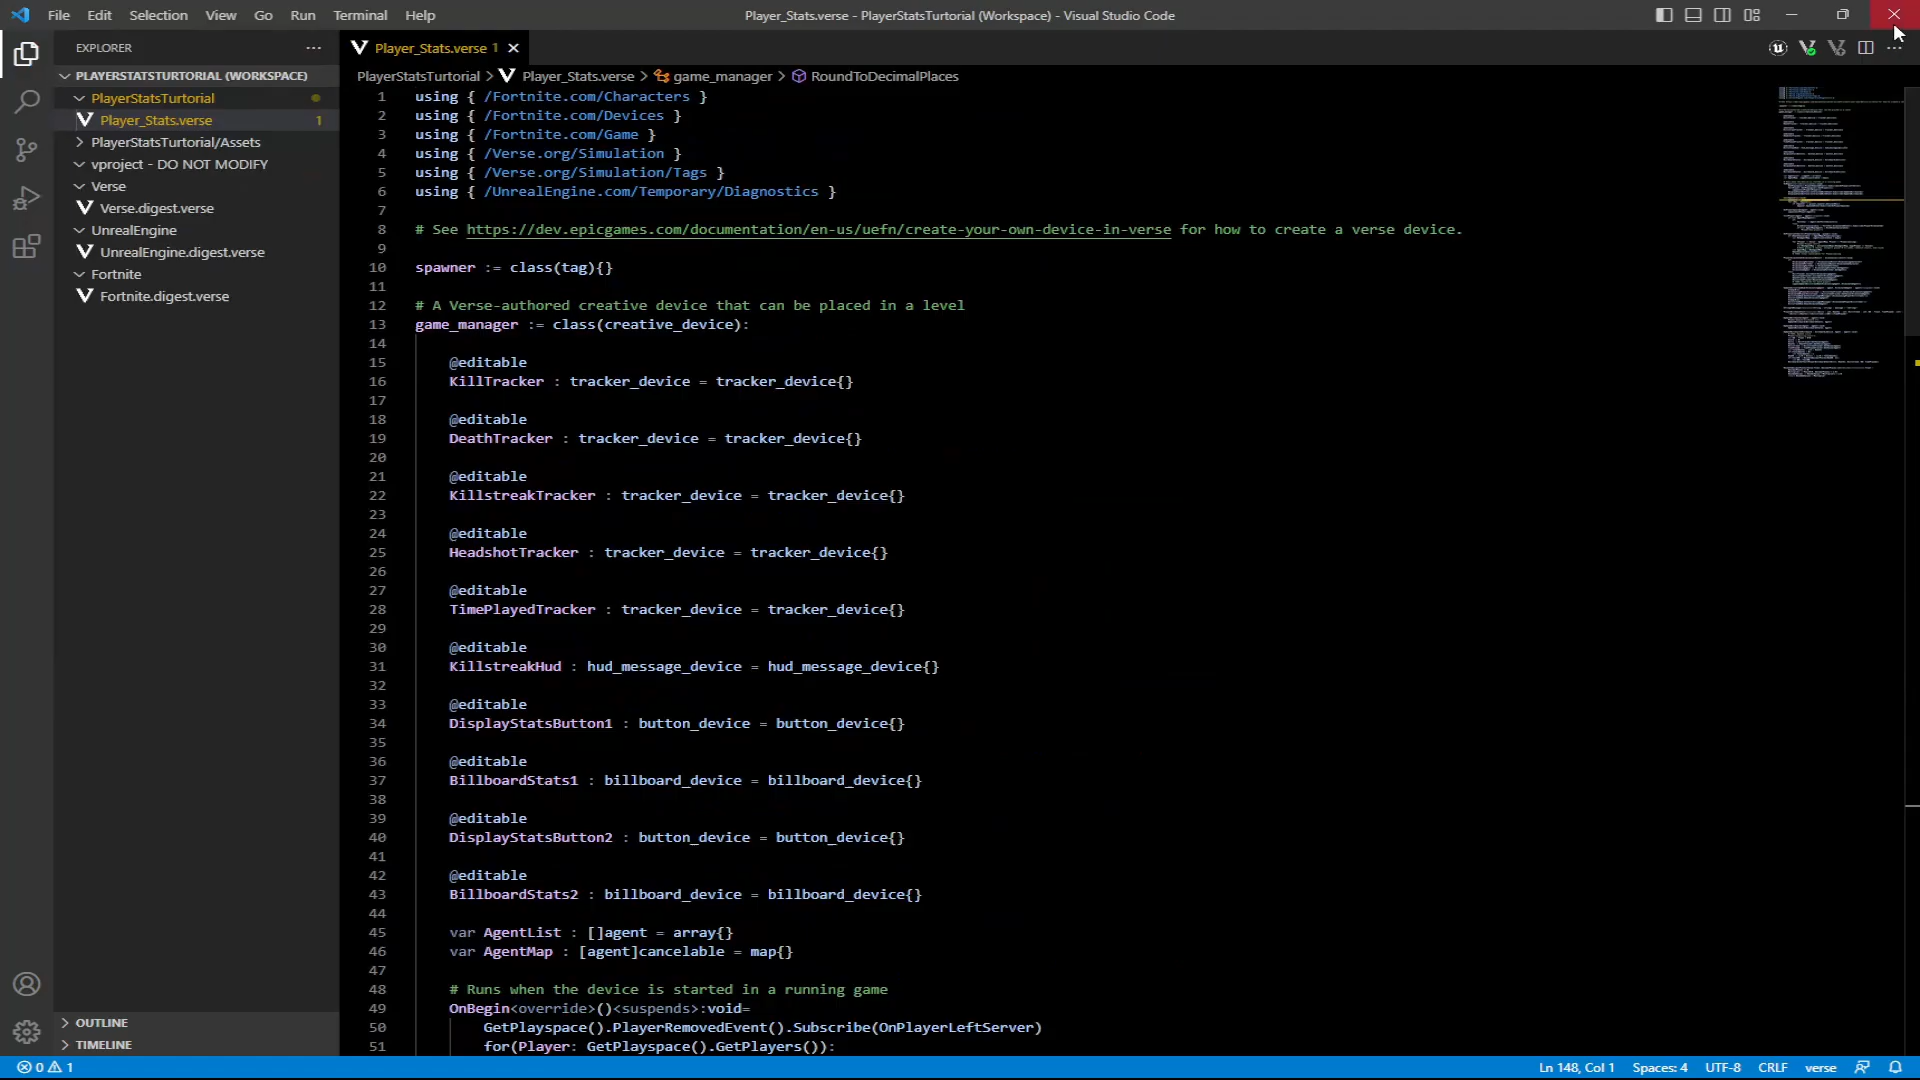 File Edit Selection View Go Run Terminal Help
Player_Stats.verse - PlayerStatsTurtorial (Workspace) - Visual Studio Code
EXPLORER
PLAYERSTATSTURTORIAL (WORKSPACE)
PlayerStatsTurtorial
Player_Stats.verse 1
PlayerStatsTurtorial/Assets
vproject - DO NOT MODIFY
Verse
Verse.digest.verse
UnrealEngine
UnrealEngine.digest.verse
Fortnite
Fortnite.digest.verse
OUTLINE
TIMELINE
Player_Stats.verse 1
PlayerStatsTurtorial > Player_Stats.verse > game_manager > RoundToDecimalPlaces
1 using { /Fortnite.com/Characters }
2 using { /Fortnite.com/Devices }
3 using { /Fortnite.com/Game }
4 using { /Verse.org/Simulation }
5 using { /Verse.org/Simulation/Tags }
6 using { /UnrealEngine.com/Temporary/Diagnostics }
7
8 # See https://dev.epicgames.com/documentation/en-us/uefn/create-your-own-device-in-verse for how to create a verse device.
9
10 spawner := class(tag){}
11
12 # A Verse-authored creative device that can be placed in a level
13 game_manager := class(creative_device):
14
15 @editable
16 KillTracker : tracker_device = tracker_device{}
17
18 @editable
19 DeathTracker : tracker_device = tracker_device{}
20
21 @editable
22 KillstreakTracker : tracker_device = tracker_device{}
23
24 @editable
25 HeadshotTracker : tracker_device = tracker_device{}
26
27 @editable
28 TimePlayedTracker : tracker_device = tracker_device{}
29
30 @editable
31 KillstreakHud : hud_message_device = hud_message_device{}
32
33 @editable
34 DisplayStatsButton1 : button_device = button_device{}
35
36 @editable
37 BillboardStats1 : billboard_device = billboard_device{}
38
39 @editable
40 DisplayStatsButton2 : button_device = button_device{}
41
42 @editable
43 BillboardStats2 : billboard_device = billboard_device{}
44
45 var AgentList : []agent = array{}
46 var AgentMap : [agent]cancelable = map{}
47
48 # Runs when the device is started in a running game
49 OnBegin<override>()<suspends>:void=
50 GetPlayspace().PlayerRemovedEvent().Subscribe(OnPlayerLeftServer)
51 for(Player: GetPlayspace().GetPlayers()):
0 1
Ln 148, Col 1 Spaces: 4 UTF-8 CRLF verse